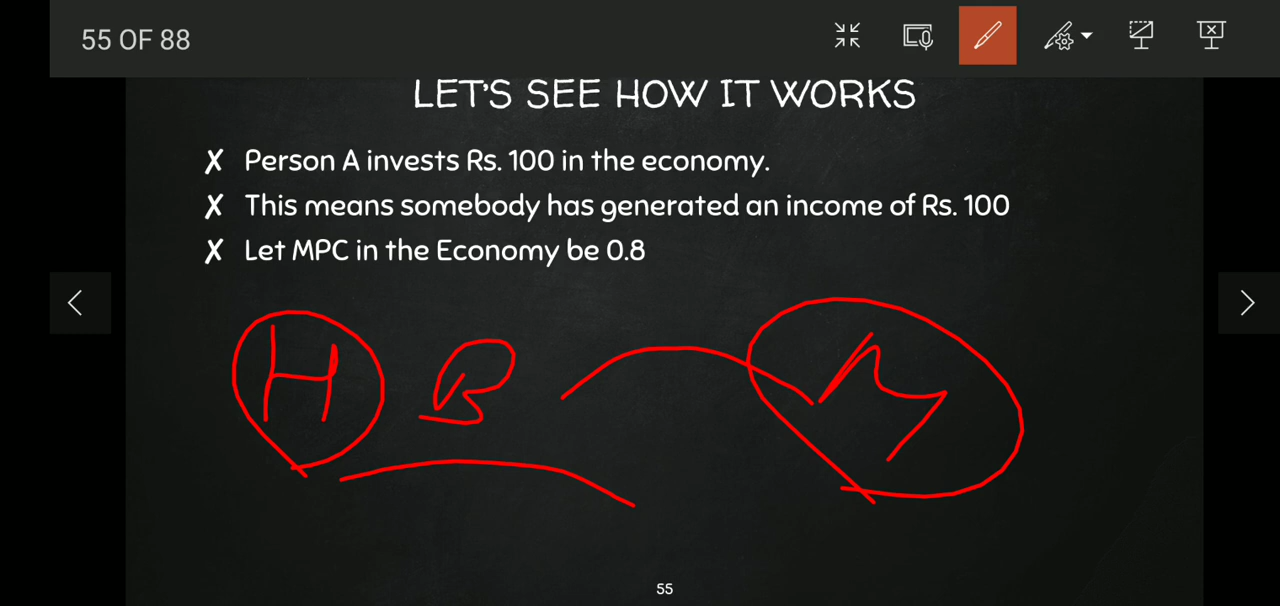 55 OF 88
LET'S SEE HOW IT WORKS
✗ Person A invests Rs. 100 in the economy.
✗ This means somebody has generated an income of Rs. 100
✗ Let MPC in the Economy be 0.8
H B M
55